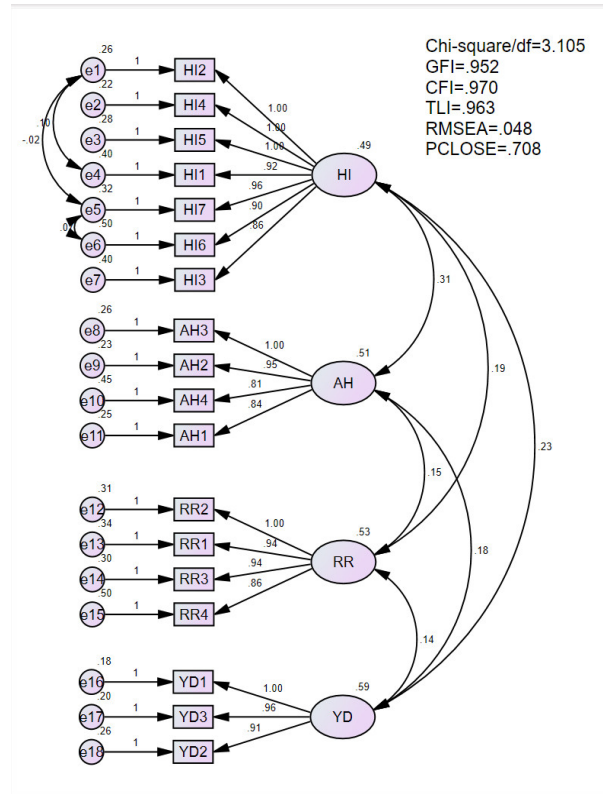 Chi-square/df=3.105
GFI=.952
CFI=.970
TLI=.963
RMSEA=.048
PCLOSE=.708
.26
e1 1 HI2
.22
e2 1 HI4
.28
e3 1 HI5
.40
e4 1 HI1
.32
e5 1 HI7
.50
e6 1 HI6
.40
e7 1 HI3
.10
-.02
1.00
1.00
1.00
.92
.96
.90
.86
.49
HI
.26
e8 1 AH3
.23
e9 1 AH2
.45
e10 1 AH4
.25
e11 1 AH1
1.00
.95
.81
.84
.51
AH
.31
e12 1 RR2
.34
e13 1 RR1
.30
e14 1 RR3
.50
e15 1 RR4
1.00
.94
.94
.86
.53
RR
.18
e16 1 YD1
.20
e17 1 YD3
.26
e18 1 YD2
1.00
.96
.91
.59
YD
.31
.19
.23
.15
.18
.14